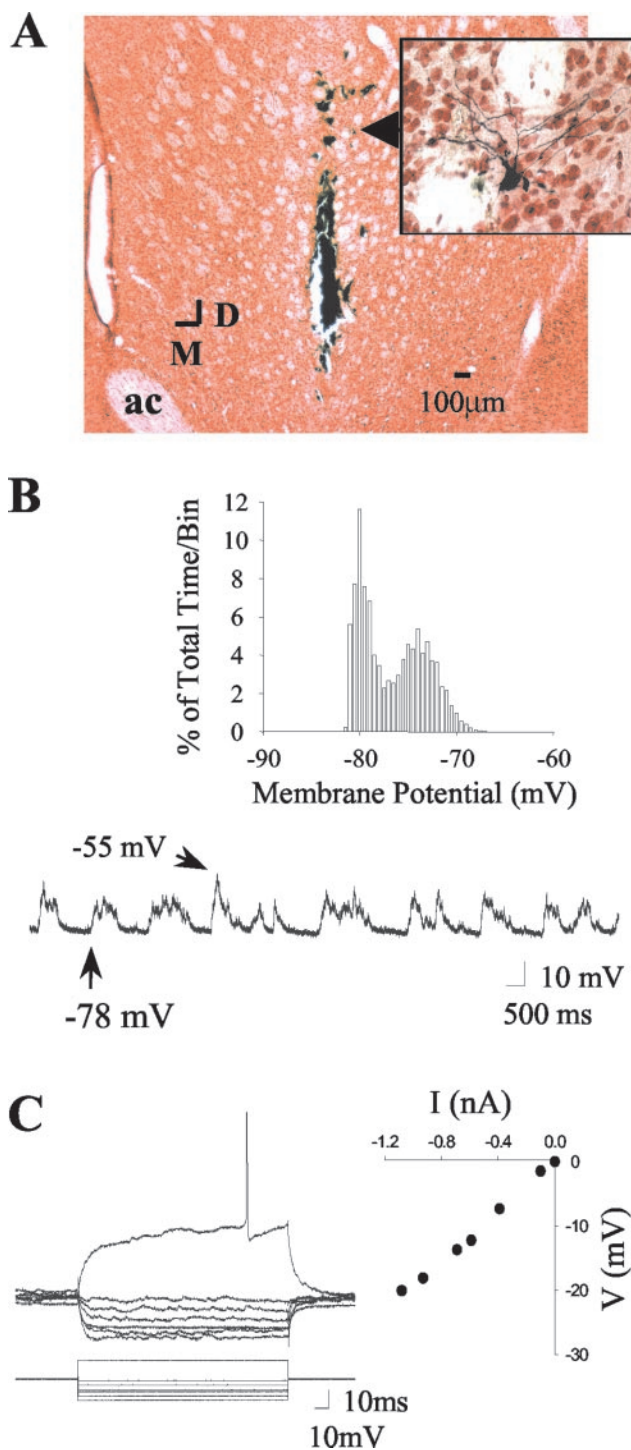 A
D
M
ac
100μm
B
% of Total Time/Bin
12
10
8
6
4
2
0
-90 -80 -70 -60
Membrane Potential (mV)
-55 mV
-78 mV
10 mV
500 ms
C
I (nA)
-1.2 -0.8 -0.4 0.0
0
-10
-20
-30
V (mV)
10ms
10mV